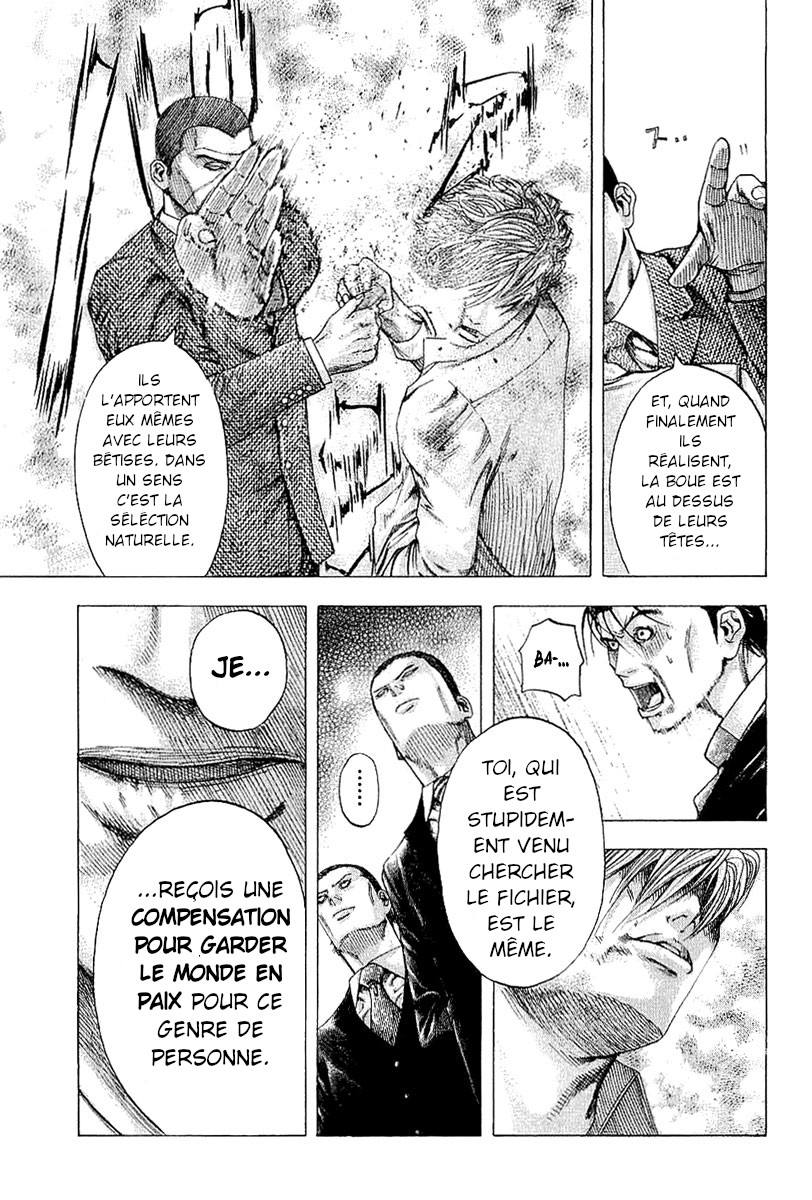 ス..
ET, QUAND
FINALEMENT
ILS
RÉALISENT,
LA BOUE EST
AU DESSUS
DE LEURS
TÊTES...
ILS
L'APPORTENT
EUX MÊMES
AVEC LEURS
BÊTISES. DANS
UN SENS
C'EST LA
SÉLÉCTION
NATURELLE.
BA-...
TOI, QUI
EST
STUPIDEM-
ENT VENU
CHERCHER
LE FICHIER,
EST LE
MÊME.
......
JE...
...REÇOIS UNE
COMPENSATION
POUR GARDER
LE MONDE EN
PAIX POUR CE
GENRE DE
PERSONNE.